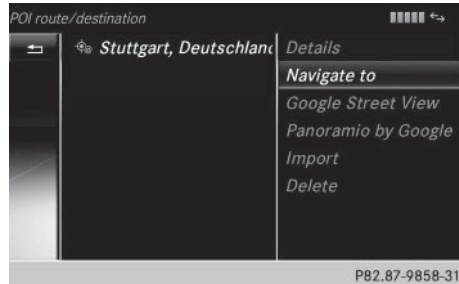 POI route/destination
Stuttgart, Deutschland
Details
Navigate to
Google Street View
Panoramio by Google
Import
Delete
P82.87-9858-31